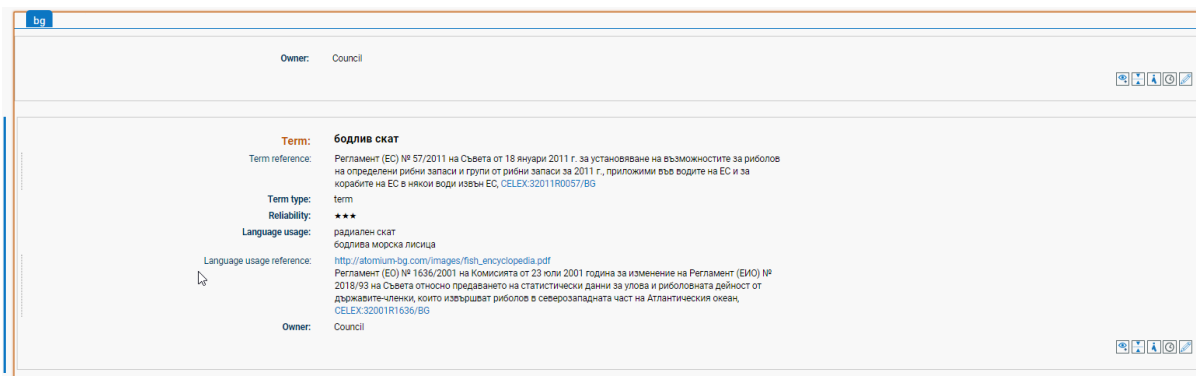 bg
Owner: Council
Term: бодлив скат
Term reference: Регламент (ЕС) № 57/2011 на Съвета от 18 януари 2011 г. за установяване на възможностите за риболов
на определени рибни запаси и групи от рибни запаси за 2011 г., приложими във водите на ЕС и за
корабите на ЕС в някои води извън ЕС, CELEX:32011R0057/BG
Term type: term
Reliability: ★★★
Language usage: радиален скат
бодлива морска лисица
Language usage reference: http://atomium-bg.com/images/fish_encyclopedia.pdf
Регламент (ЕО) № 1636/2001 на Комисията от 23 юли 2001 година за изменение на Регламент (ЕИО) №
2018/93 на Съвета относно предаването на статистически данни за улова и риболовната дейност от
държавите-членки, които извършват риболов в северозападната част на Атлантическия океан,
CELEX:32001R1636/BG
Owner: Council